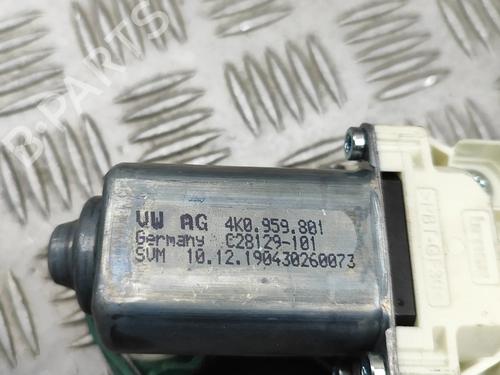 B-PARTS
VW AG 4K0.959.801
Germany C28129-101
SVM 10.12.190430260073